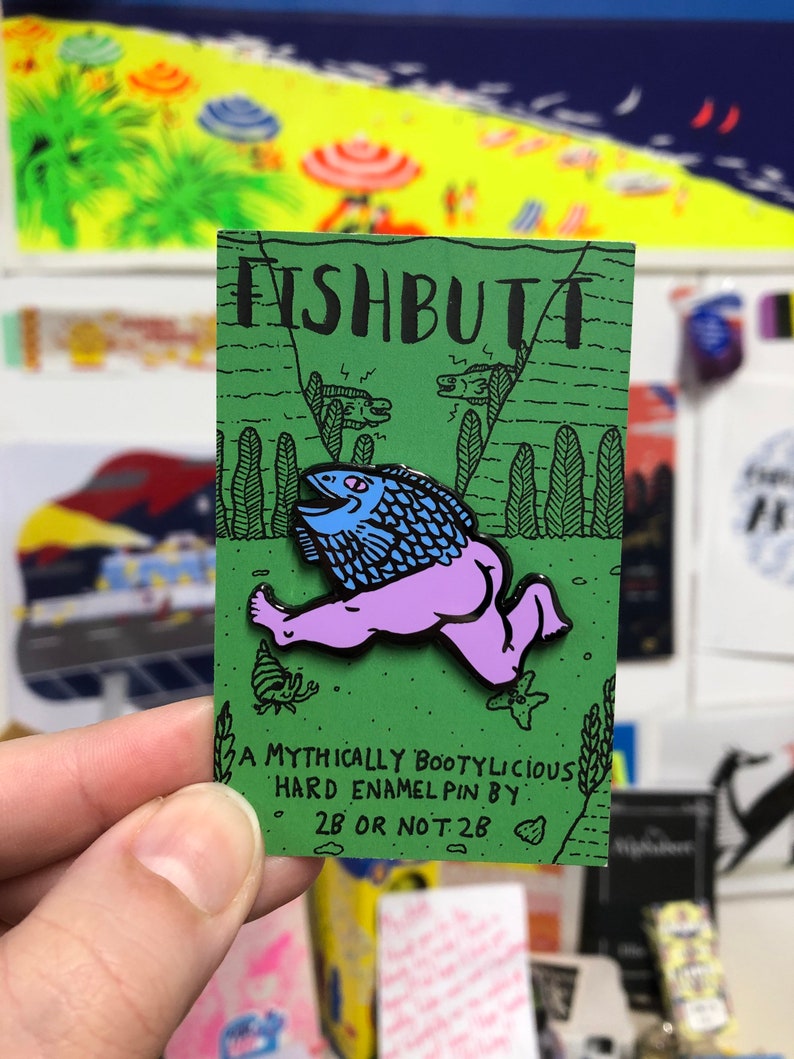 FISHBUTT
A MYTHICALLY BOOTYLICIOUS
HARD ENAMEL PIN BY
2B OR NOT 2B